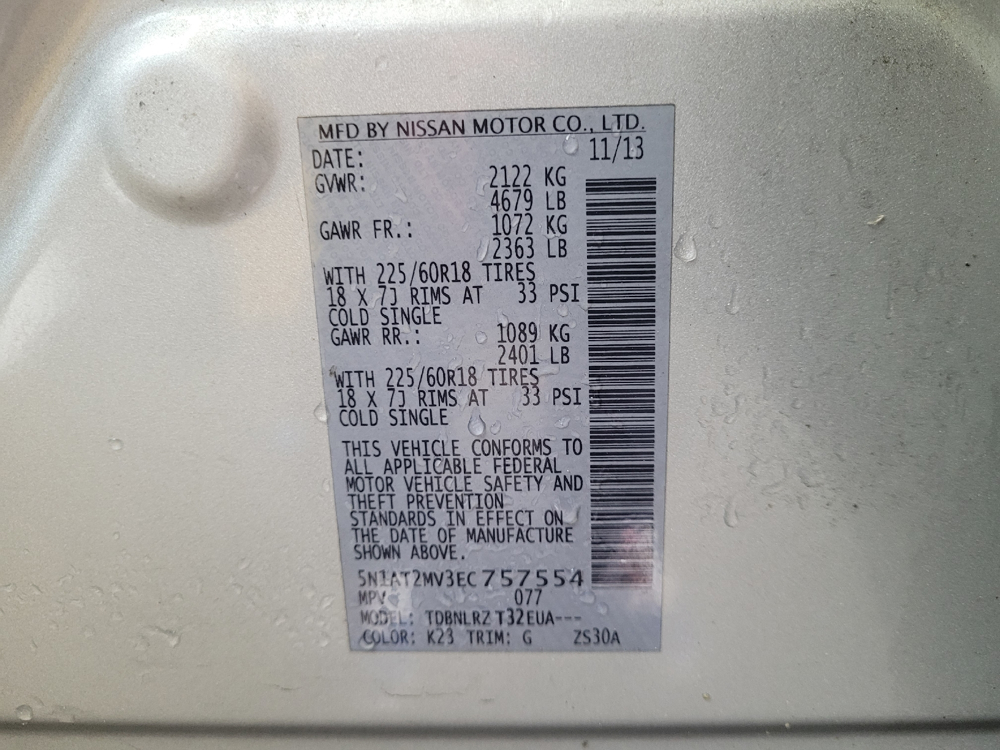 MFD BY NISSAN MOTOR CO., LTD.
DATE: 11/13
GVWR: 2122 KG
4679 LB
GAWR FR.: 1072 KG
2363 LB
WITH 225/60R18 TIRES
18 X 7J RIMS AT 33 PSI
COLD SINGLE
GAWR RR.: 1089 KG
2401 LB
WITH 225/60R18 TIRES
18 X 7J RIMS AT 33 PSI
COLD SINGLE
THIS VEHICLE CONFORMS TO
ALL APPLICABLE FEDERAL
MOTOR VEHICLE SAFETY AND
THEFT PREVENTION
STANDARDS IN EFFECT ON
THE DATE OF MANUFACTURE
SHOWN ABOVE.
5N1AT2MV3EC757554
MPV 077
MODEL: TDBNLRZ T32EUA---
COLOR: K23 TRIM: G ZS30A